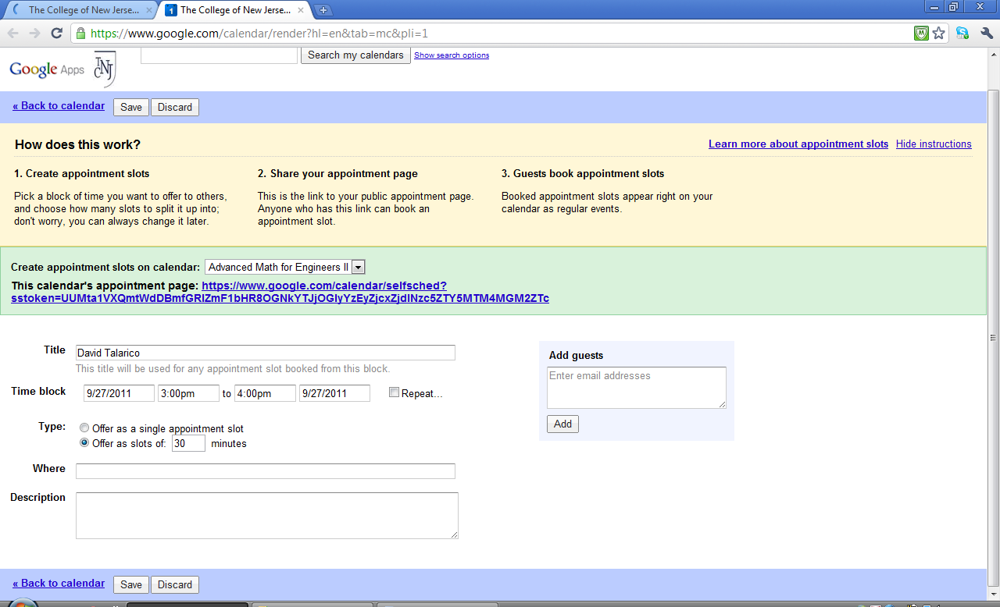 The College of New Jerse...
The College of New Jerse...
https://www.google.com/calendar/render?hl=en&tab=mc&pli=1
Google Apps TCNJ
Search my calendars Show search options
« Back to calendar Save Discard
How does this work? Learn more about appointment slots Hide instructions
1. Create appointment slots
Pick a block of time you want to offer to others,
and choose how many slots to split it up into;
don't worry, you can always change it later.
2. Share your appointment page
This is the link to your public appointment page.
Anyone who has this link can book an
appointment slot.
3. Guests book appointment slots
Booked appointment slots appear right on your
calendar as regular events.
Create appointment slots on calendar: Advanced Math for Engineers II
This calendar's appointment page: https://www.google.com/calendar/selfsched?
sstoken=UUMta1VXQmtWdDBmfGRlZmF1bHR8OGNkYTJjOGIyYzEyZjcxZjdlNzc5ZTY5MTM4MGM2ZTc
Title David Talarico
This title will be used for any appointment slot booked from this block.
Time block 9/27/2011 3:00pm to 4:00pm 9/27/2011 Repeat...
Type: Offer as a single appointment slot
Offer as slots of: 30 minutes
Where
Description
Add guests
Enter email addresses
Add
« Back to calendar Save Discard